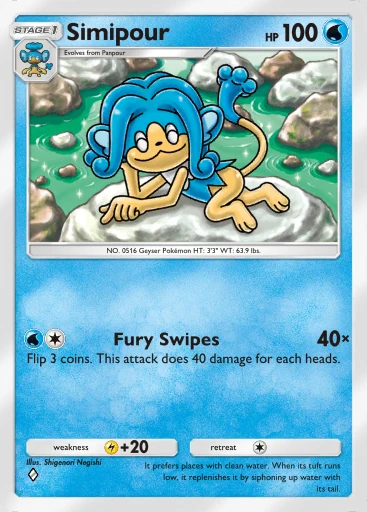 STAGE 1
Simipour
HP 100
Evolves from Panpour
NO. 0516 Geyser Pokémon HT: 3'3" WT: 63.9 lbs.
Fury Swipes 40×
Flip 3 coins. This attack does 40 damage for each heads.
weakness +20 retreat
Illus. Shigenori Negishi
It prefers places with clean water. When its tuft runs
low, it replenishes it by siphoning up water with
its tail.